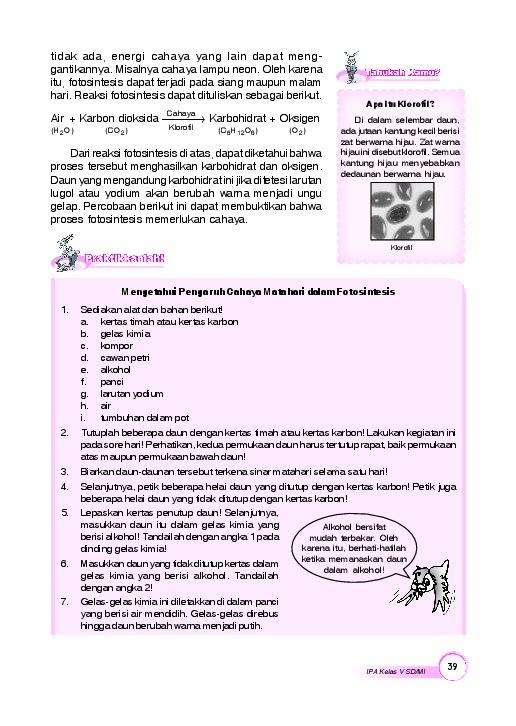 tidak ada, energi cahaya yang lain dapat meng-
gantikannya. Misalnya cahaya lampu neon. Oleh karena
itu, fotosintesis dapat terjadi pada siang maupun malam
hari. Reaksi fotosintesis dapat dituliskan sebagai berikut.
Air + Karbon dioksida Cahaya Klorofil → Karbohidrat + Oksigen
(H2O) (CO2) (C6H12O6) (O2)
Dari reaksi fotosintesis di atas, dapat diketahui bahwa
proses tersebut menghasilkan karbohidrat dan oksigen.
Daun yang mengandung karbohidrat ini jika ditetesi larutan
lugol atau yodium akan berubah warna menjadi ungu
gelap. Percobaan berikut ini dapat membuktikan bahwa
proses fotosintesis memerlukan cahaya.
Tahukah Kamu?
Apa Itu Klorofil?
Di dalam selembar daun,
ada jutaan kantung kecil berisi
zat berwarna hijau. Zat warna
hijau ini disebut klorofil. Semua
kantung hijau menyebabkan
dedaunan berwarna hijau.
Klorofil
Praktikkanlah!
Mengetahui Pengaruh Cahaya Matahari dalam Fotosintesis
1. Sediakan alat dan bahan berikut!
a. kertas timah atau kertas karbon
b. gelas kimia
c. kompor
d. cawan petri
e. alkohol
f. panci
g. larutan yodium
h. air
i. tumbuhan dalam pot
2. Tutuplah beberapa daun dengan kertas timah atau kertas karbon! Lakukan kegiatan ini
pada sore hari! Perhatikan, kedua permukaan daun harus tertutup rapat, baik permukaan
atas maupun permukaan bawah daun!
3. Biarkan daun-daunan tersebut terkena sinar matahari selama satu hari!
4. Selanjutnya, petik beberapa helai daun yang ditutup dengan kertas karbon! Petik juga
beberapa helai daun yang tidak ditutup dengan kertas karbon!
5. Lepaskan kertas penutup daun! Selanjutnya,
masukkan daun itu dalam gelas kimia yang
berisi alkohol! Tandailah dengan angka 1 pada
dinding gelas kimia!
6. Masukkan daun yang tidak ditutup kertas dalam
gelas kimia yang berisi alkohol. Tandailah
dengan angka 2!
7. Gelas-gelas kimia ini diletakkan di dalam panci
yang berisi air mendidih. Gelas-gelas direbus
hingga daun berubah warna menjadi putih.
Alkohol bersifat
mudah terbakar. Oleh
karena itu, berhati-hatilah
ketika memanaskan daun
dalam alkohol!
IPA Kelas V SD/MI
39